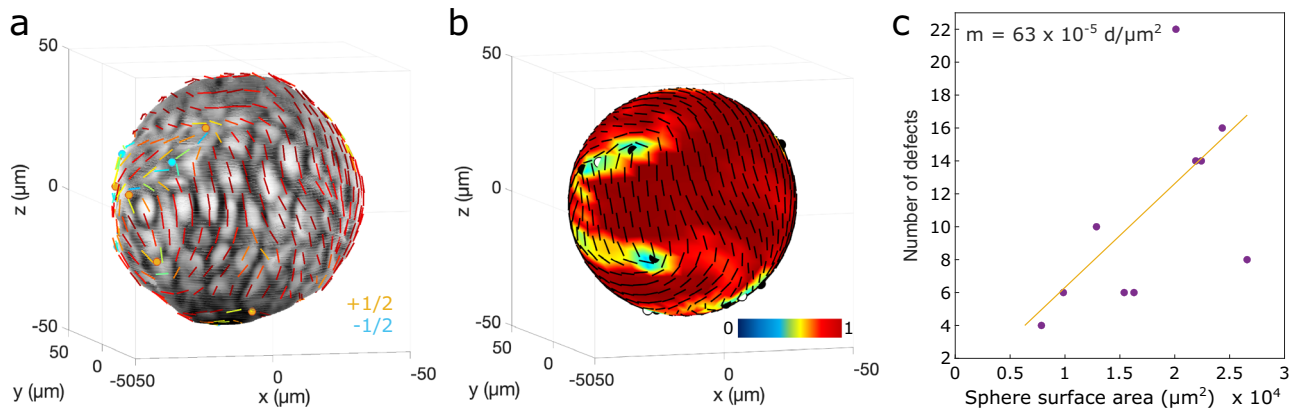 a
50
0
-50
z (µm)
50
0
-50
y (µm)
50
0
-50
x (µm)
+1/2
-1/2
b
50
0
-50
z (µm)
50
0
-50
y (µm)
50
0
-50
x (µm)
0 1
c
m = 63 x 10-5 d/µm2
22
20
18
16
14
12
10
8
6
4
2
Number of defects
0 0.5 1 1.5 2 2.5 3
Sphere surface area (µm2) x 104